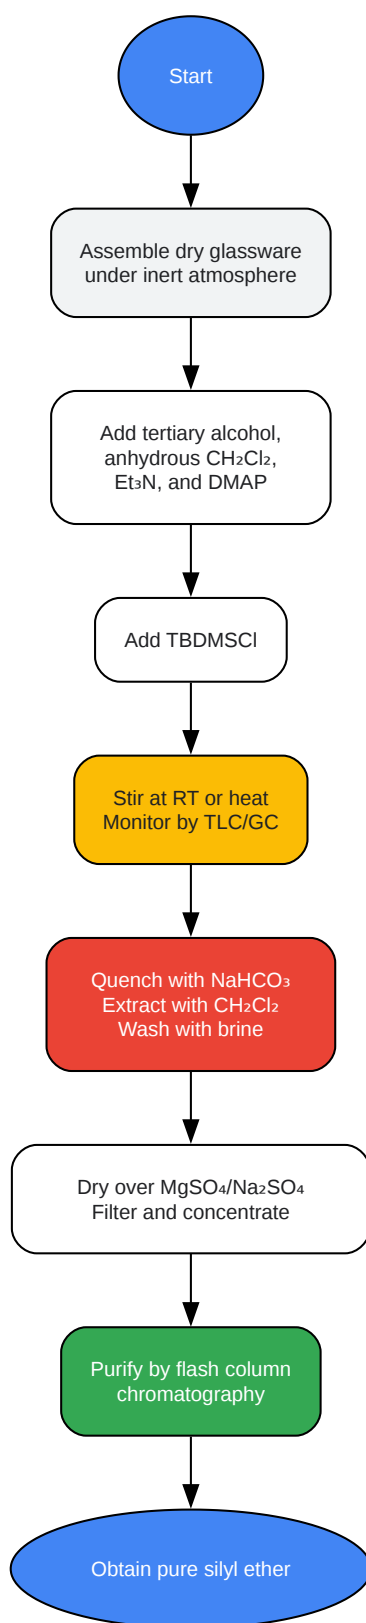 Start
Assemble dry glassware
under inert atmosphere
Add tertiary alcohol,
anhydrous CH₂Cl₂,
Et₃N, and DMAP
Add TBDMSCl
Stir at RT or heat
Monitor by TLC/GC
Quench with NaHCO₃
Extract with CH₂Cl₂
Wash with brine
Dry over MgSO₄/Na₂SO₄
Filter and concentrate
Purify by flash column
chromatography
Obtain pure silyl ether